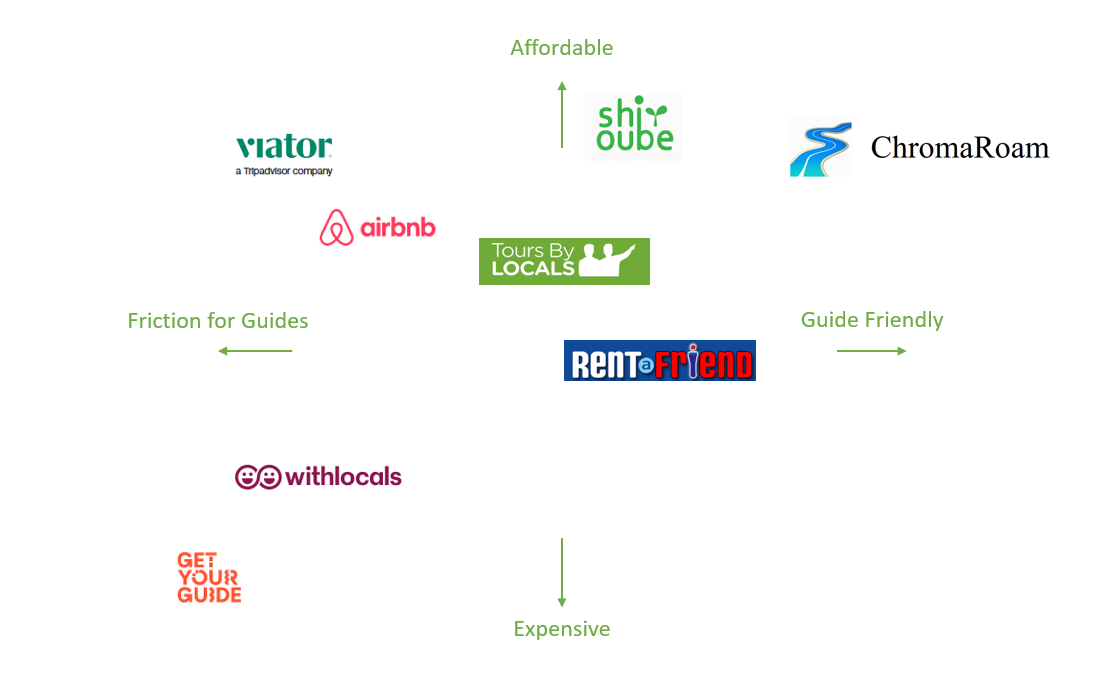 Affordable
shir
oube
viator
a Tripadvisor company
ChromaRoam
airbnb
Tours By
LOCALS
Friction for Guides
Guide Friendly
RENT a FRiEND
withlocals
GET
YOUR
GUIDE
Expensive